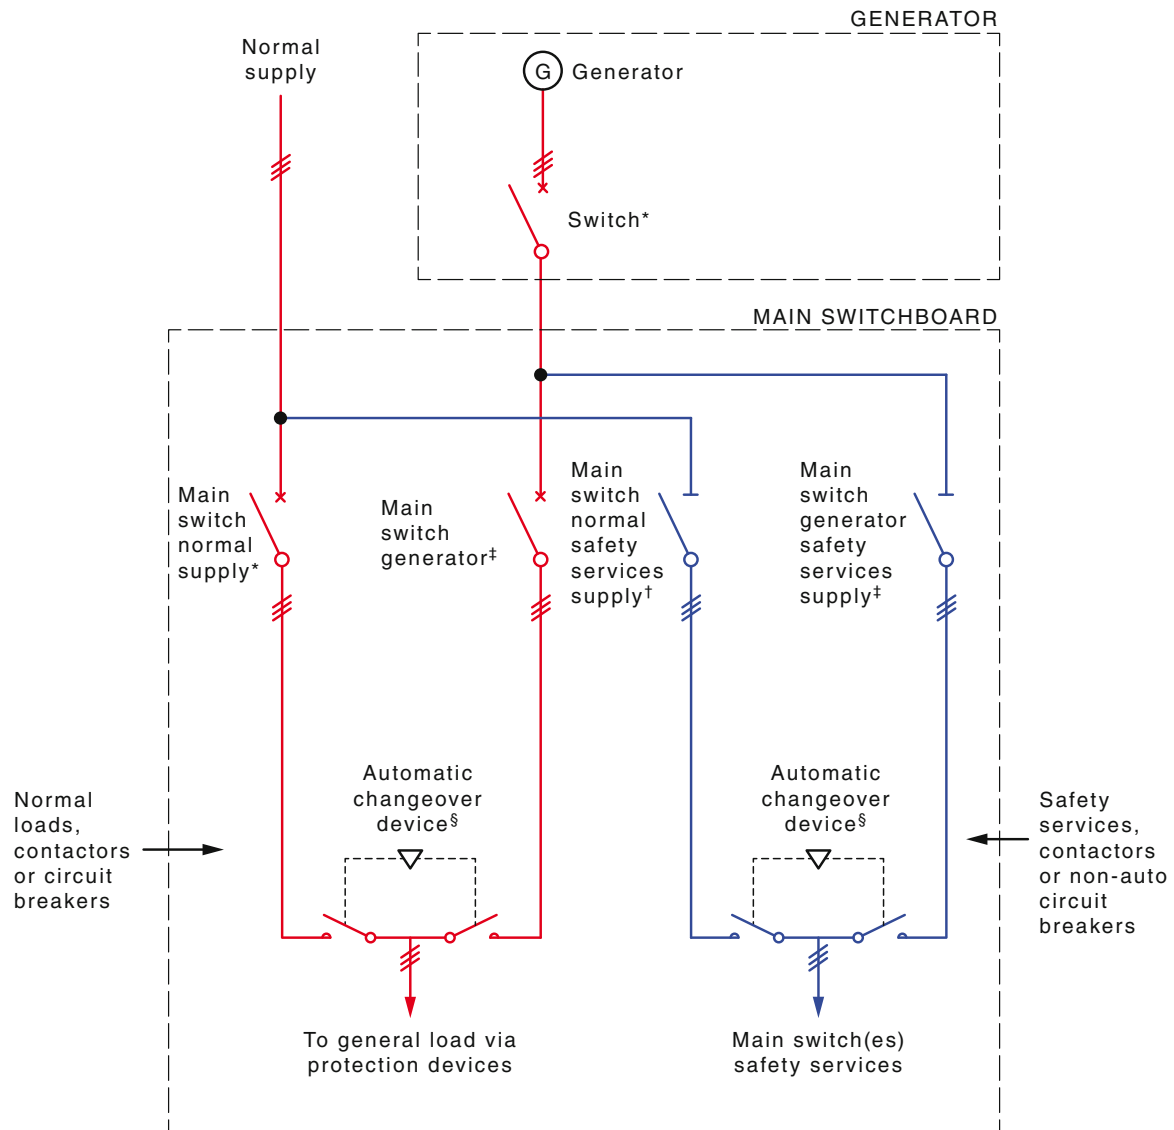 GENERATOR
Normal
supply
G
Generator
Switch*
MAIN SWITCHBOARD
Main
switch
normal
supply*
Main
switch
generator‡
Main
switch
normal
safety
services
supply†
Main
switch
generator
safety
services
supply‡
Normal
loads,
contactors
or circuit
breakers
Automatic
changeover
device§
Automatic
changeover
device§
Safety
services,
contactors
or non-auto
circuit
breakers
To general load via
protection devices
Main switch(es)
safety services